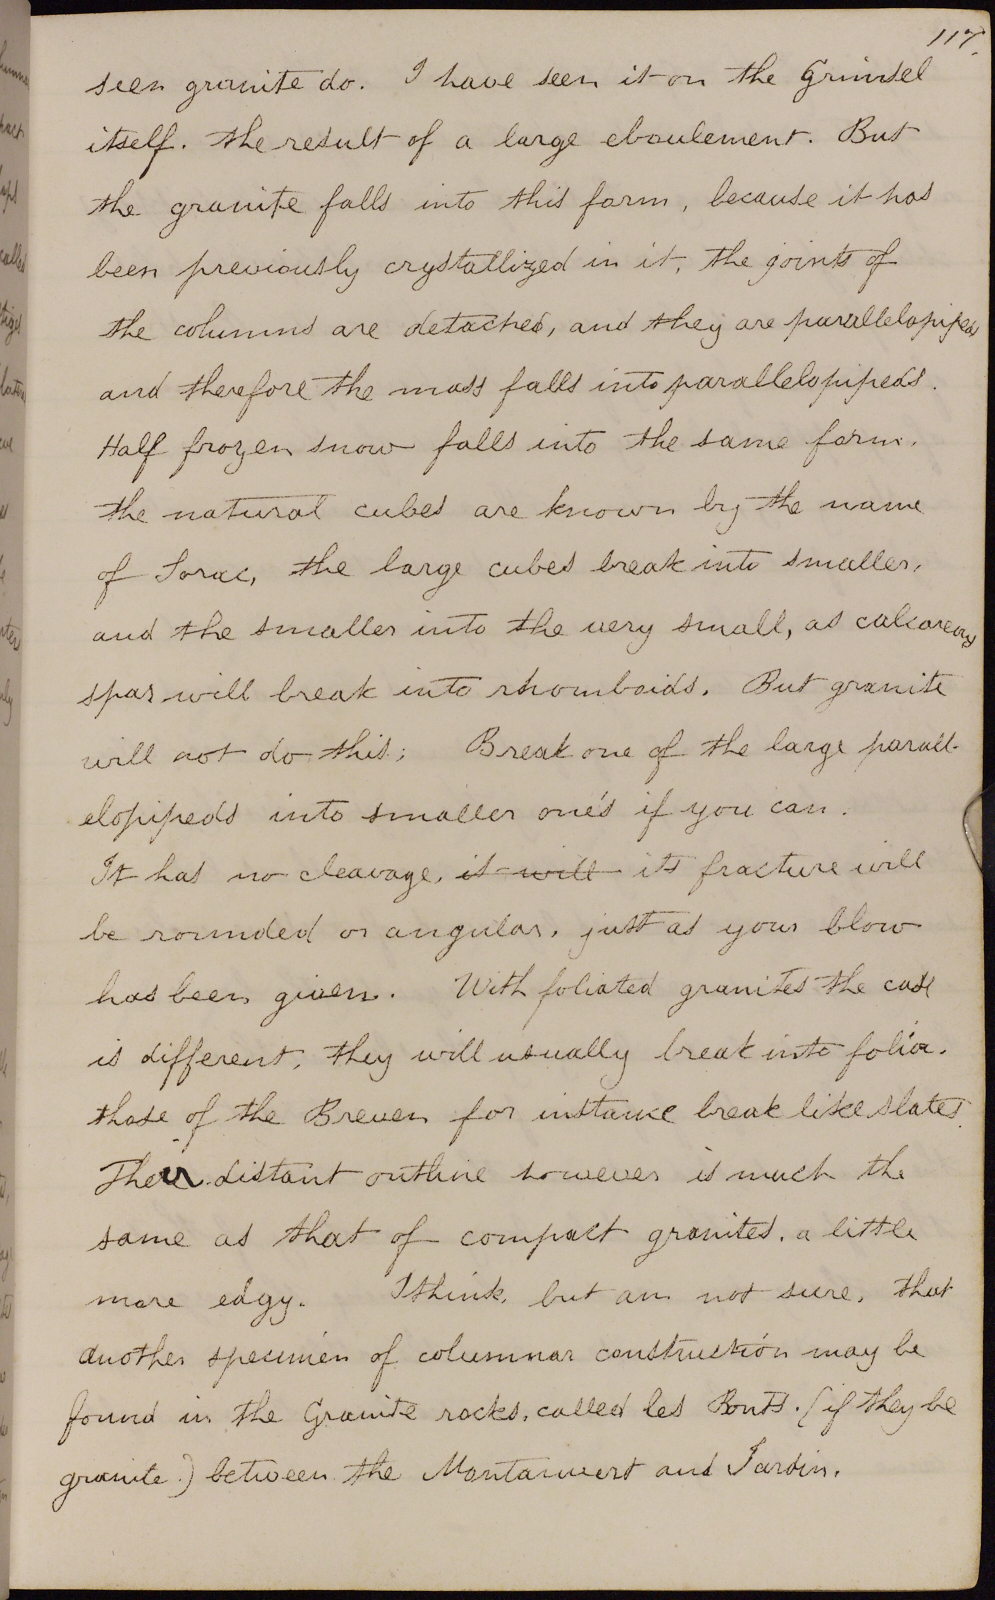 117.
seen granite do. I have seen it on the Grimsel
itself. the result of a large eboulement. But
the granite falls into this form, because it has
been previously crystallized in it, the joints of
the columns are detached, and they are parallelopipeds
and therefore the mass falls into parallelopipeds.
Half frozen snow falls into the same form.
the natural cubes are known by the name
of Sorac, the large cubes break into smaller,
and the smaller into the very small, as calcareous
spar will break into rhomboids. But granite
will not do this; Break one of the large parall-
elopipeds into smaller one's if you can.
It has no cleavage, it will its fracture will
be rounded or angular, just as your blow
has been given. With foliated granites the case
is different, they will usually break into folia.
those of the Breven for instance break like slates.
Their distant outline however is much the
same as that of compact granites, a little
more edgy. I think, but am not sure, that
another specimen of columnar construction may be
found in the Granite rocks, called les Ponts. (if they be
granite) between the Montanvert and Jardin.